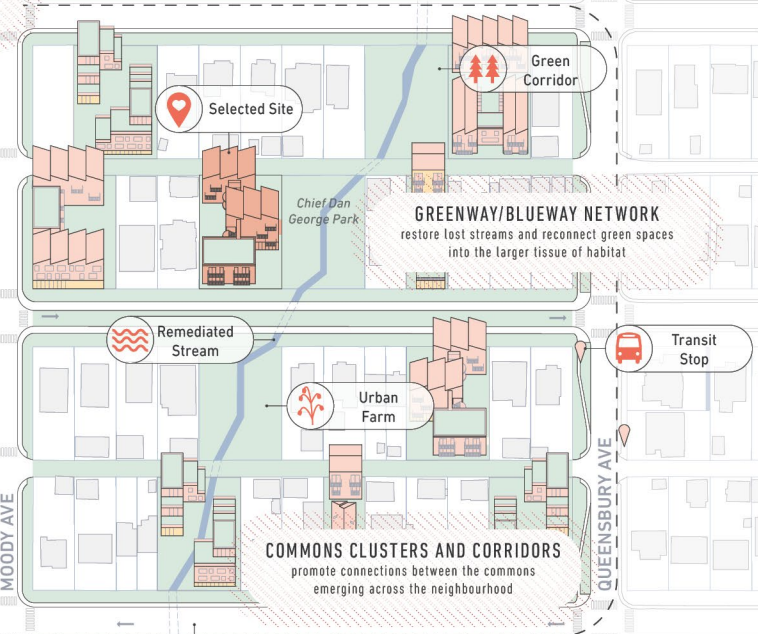 Green
Corridor
Selected Site
Chief Dan
George Park
GREENWAY/BLUEWAY NETWORK
restore lost streams and reconnect green spaces
into the larger tissue of habitat
Remediated
Stream
Transit
Stop
Urban
Farm
MOODY AVE
QUEENSBURY AVE
COMMONS CLUSTERS AND CORRIDORS
promote connections between the commons
emerging across the neighbourhood